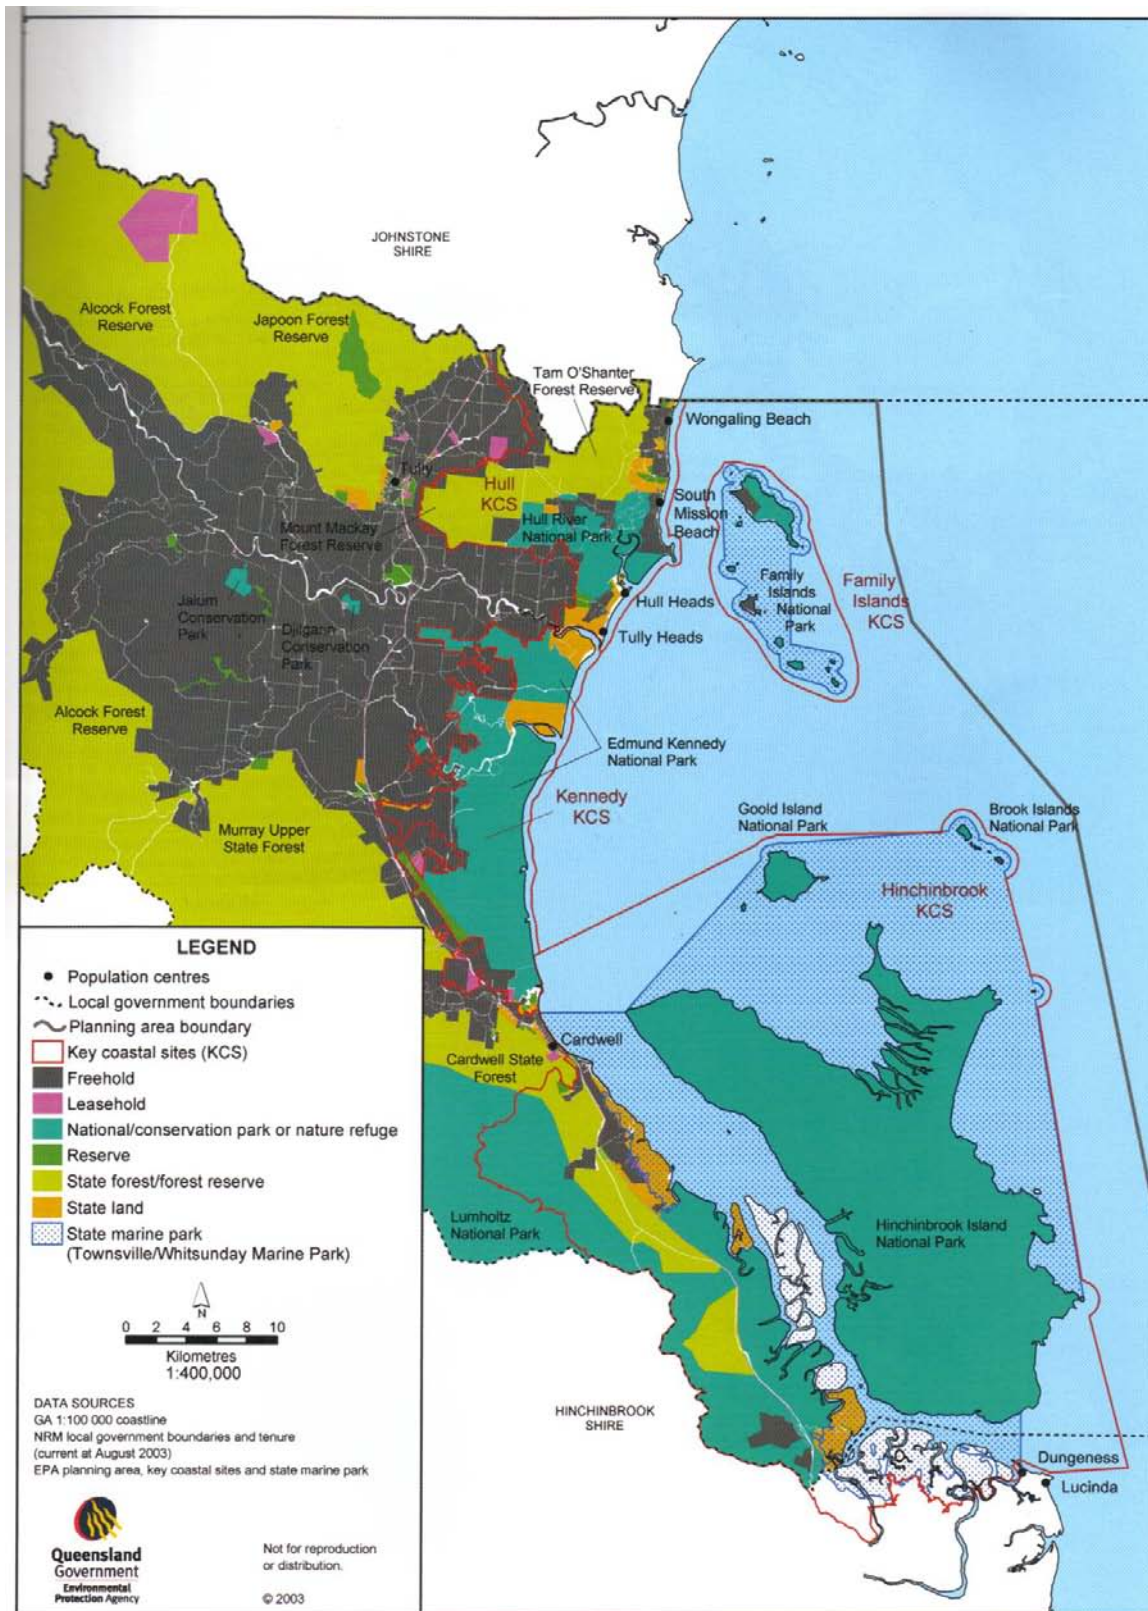 JOHNSTONE
SHIRE
Alcock Forest
Reserve
Japoon Forest
Reserve
Tam O'Shanter
Forest Reserve
Wongaling Beach
Tully
Hull
KCS
South
Mission
Beach
Mount Mackay
Forest Reserve
Hull River
National Park
Family
Islands
National
Park
Family
Islands
KCS
Jalum
Conservation
Park
Djilgarin
Conservation
Park
Hull Heads
Tully Heads
Alcock Forest
Reserve
Edmund Kennedy
National Park
Kennedy
KCS
Goold Island
National Park
Brook Islands
National Park
Murray Upper
State Forest
Hinchinbrook
KCS
Cardwell
Cardwell State
Forest
Lumholtz
National Park
Hinchinbrook Island
National Park
HINCHINBROOK
SHIRE
Dungeness
Lucinda
LEGEND
Population centres
Local government boundaries
Planning area boundary
Key coastal sites (KCS)
Freehold
Leasehold
National/conservation park or nature refuge
Reserve
State forest/forest reserve
State land
State marine park
(Townsville/Whitsunday Marine Park)
N
0 2 4 6 8 10
Kilometres
1:400,000
DATA SOURCES
GA 1:100 000 coastline
NRM local government boundaries and tenure
(current at August 2003)
EPA planning area, key coastal sites and state marine park
Queensland
Government
Environmental
Protection Agency
Not for reproduction
or distribution.
© 2003